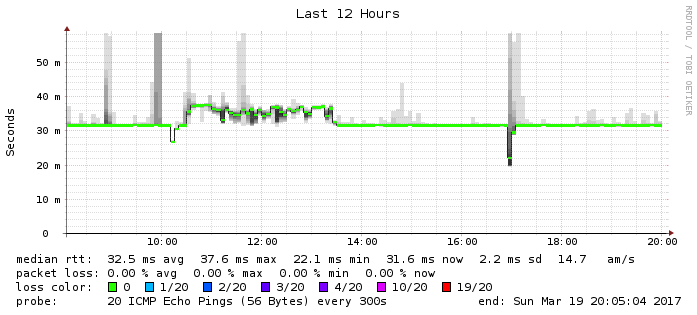 Last 12 Hours
RRDTOOL / TOBI OETIKER
Seconds
50 m
40 m
30 m
20 m
10 m
0
10:00 12:00 14:00 16:00 18:00 20:00
median rtt: 32.5 ms avg 37.6 ms max 22.1 ms min 31.6 ms now 2.2 ms sd 14.7 am/s
packet loss: 0.00 % avg 0.00 % max 0.00 % min 0.00 % now
loss color: 0 1/20 2/20 3/20 4/20 10/20 19/20
probe: 20 ICMP Echo Pings (56 Bytes) every 300s end: Sun Mar 19 20:05:04 2017